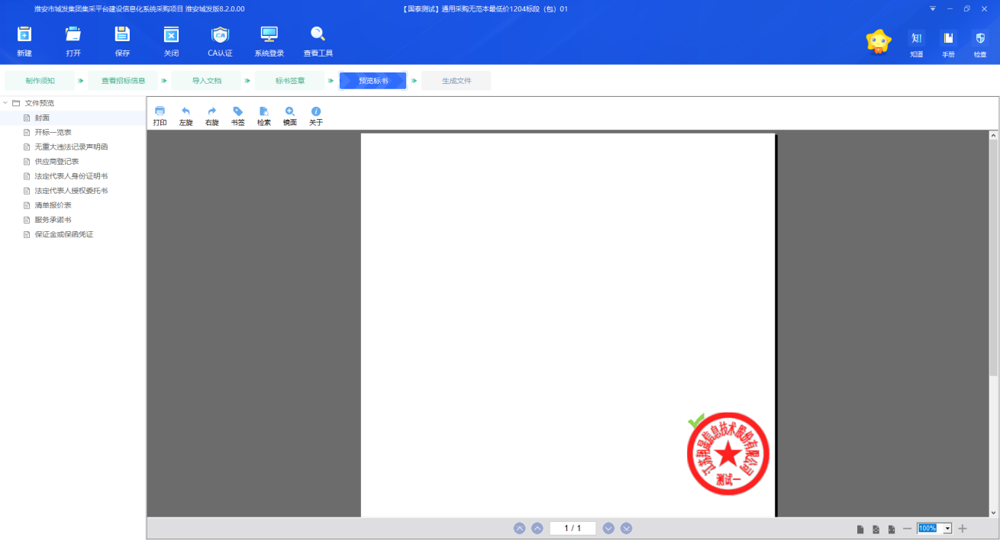 淮安市城发集团集采平台建设信息化系统采购项目 淮安城发版8.2.0.00
【国泰测试】通用采购无范本最低价1204标段（包）01
新建 打开 保存 关闭 CA认证 系统登录 查看工具 知道 手册 检查
制作须知 查看招标信息 导入文档 标书签章 预览标书 生成文件
文件预览
封面
开标一览表
无重大违法记录声明函
供应商登记表
法定代表人身份证明书
法定代表人授权委托书
清单报价表
服务承诺书
保证金或保函凭证
打印 左旋 右旋 书签 检索 镜面 关于
江苏翔晟信息技术股份有限公司
测试一
1 / 1
100%